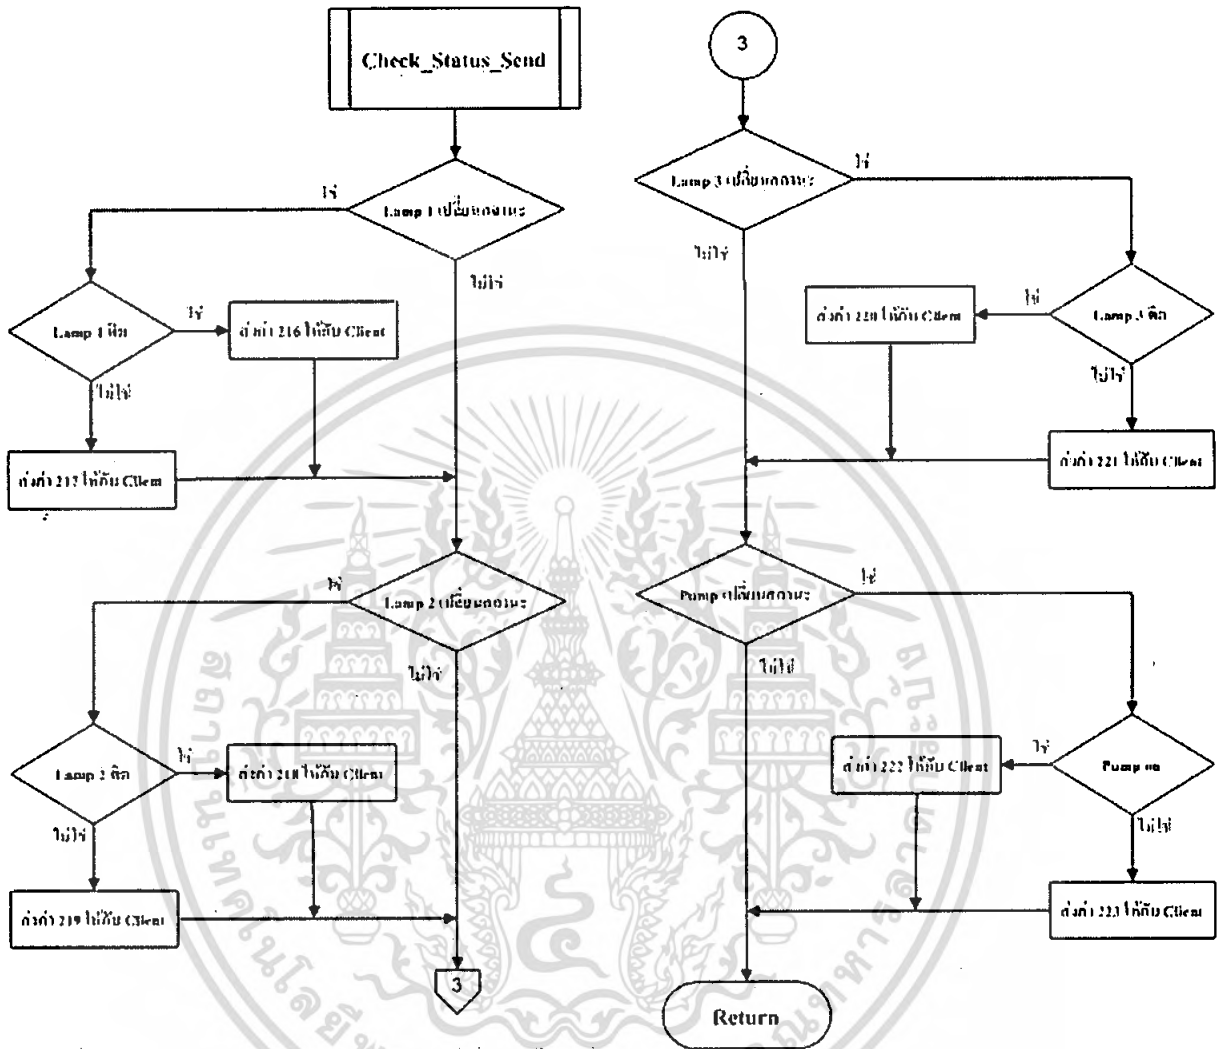 Check_Status_Send
Lamp 1 เปลี่ยนสถานะ
ใช่
ไม่ใช่
Lamp 1 ติด
ใช่
ส่งค่า 216 ให้กับ Client
ไม่ใช่
ส่งค่า 217 ให้กับ Client
Lamp 2 เปลี่ยนสถานะ
ใช่
ไม่ใช่
Lamp 2 ติด
ใช่
ส่งค่า 218 ให้กับ Client
ไม่ใช่
ส่งค่า 219 ให้กับ Client
3
3
Lamp 3 เปลี่ยนสถานะ
ใช่
ไม่ใช่
Lamp 3 ติด
ใช่
ส่งค่า 220 ให้กับ Client
ไม่ใช่
ส่งค่า 221 ให้กับ Client
Pump เปลี่ยนสถานะ
ใช่
ไม่ใช่
Pump on
ใช่
ส่งค่า 222 ให้กับ Client
ไม่ใช่
ส่งค่า 223 ให้กับ Client
Return